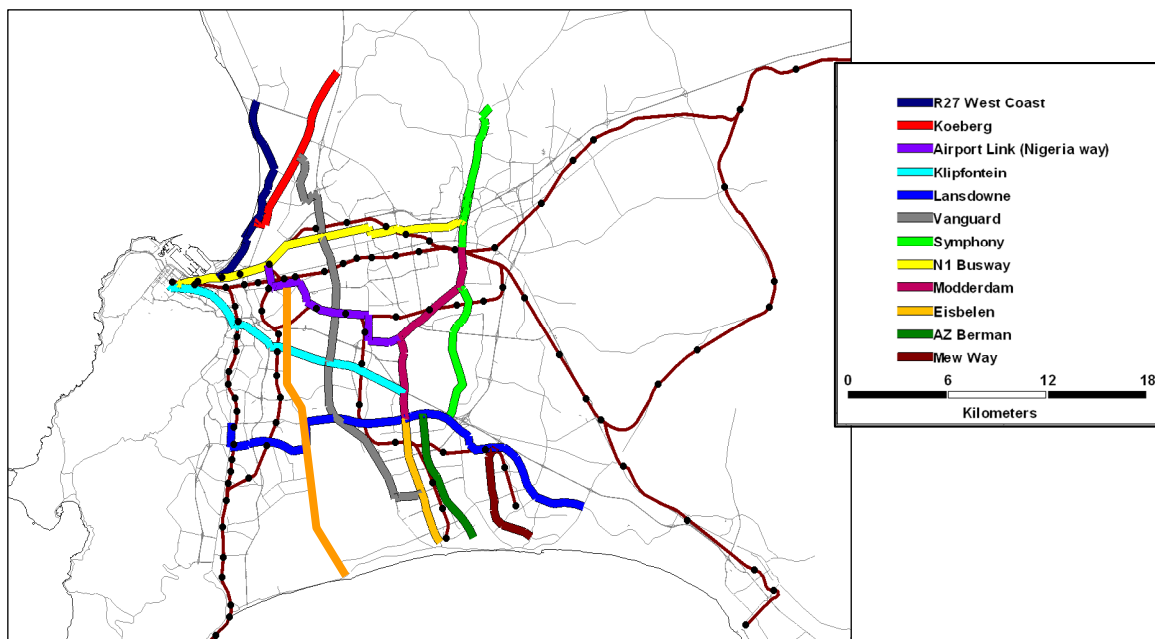 R27 West Coast
Koeberg
Airport Link (Nigeria way)
Klipfontein
Lansdowne
Vanguard
Symphony
N1 Busway
Modderdam
Eisbelen
AZ Berman
Mew Way
0 6 12 18
Kilometers